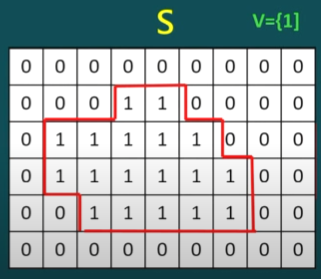 S V={1]
0 0 0 0 0 0 0 0 0
0 0 0 1 1 0 0 0 0
0 1 1 1 1 1 0 0 0
0 1 1 1 1 1 1 0 0
0 0 1 1 1 1 1 0 0
0 0 0 0 0 0 0 0 0